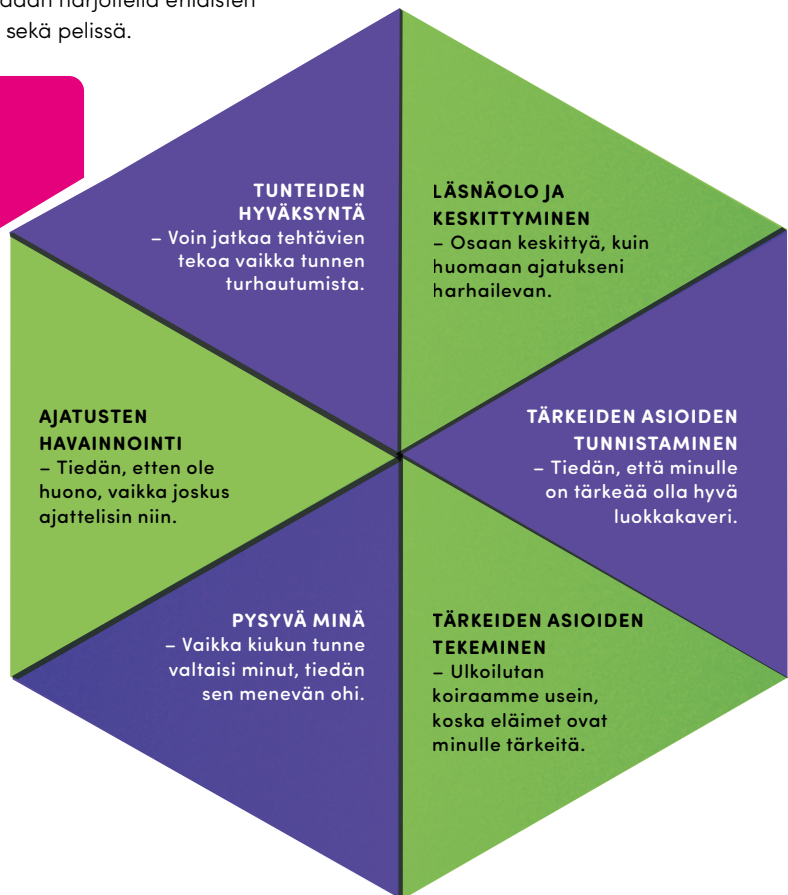 harjoitella erilaisten
sekä pelissä.
TUNTEIDEN
HYVÄKSYNTÄ
– Voin jatkaa tehtävien
tekoa vaikka tunnen
turhautumista.
LÄSNÄOLO JA
KESKITTYMINEN
– Osaan keskittyä, kuin
huomaan ajatukseni
harhailevan.
AJATUSTEN
HAVAINNOINTI
– Tiedän, etten ole
huono, vaikka joskus
ajattelisin niin.
TÄRKEIDEN ASIOIDEN
TUNNISTAMINEN
– Tiedän, että minulle
on tärkeää olla hyvä
luokkakaveri.
PYSYVÄ MINÄ
– Vaikka kiukun tunne
valtaisi minut, tiedän
sen menevän ohi.
TÄRKEIDEN ASIOIDEN
TEKEMINEN
– Ulkoilutan
koiraamme usein,
koska eläimet ovat
minulle tärkeitä.